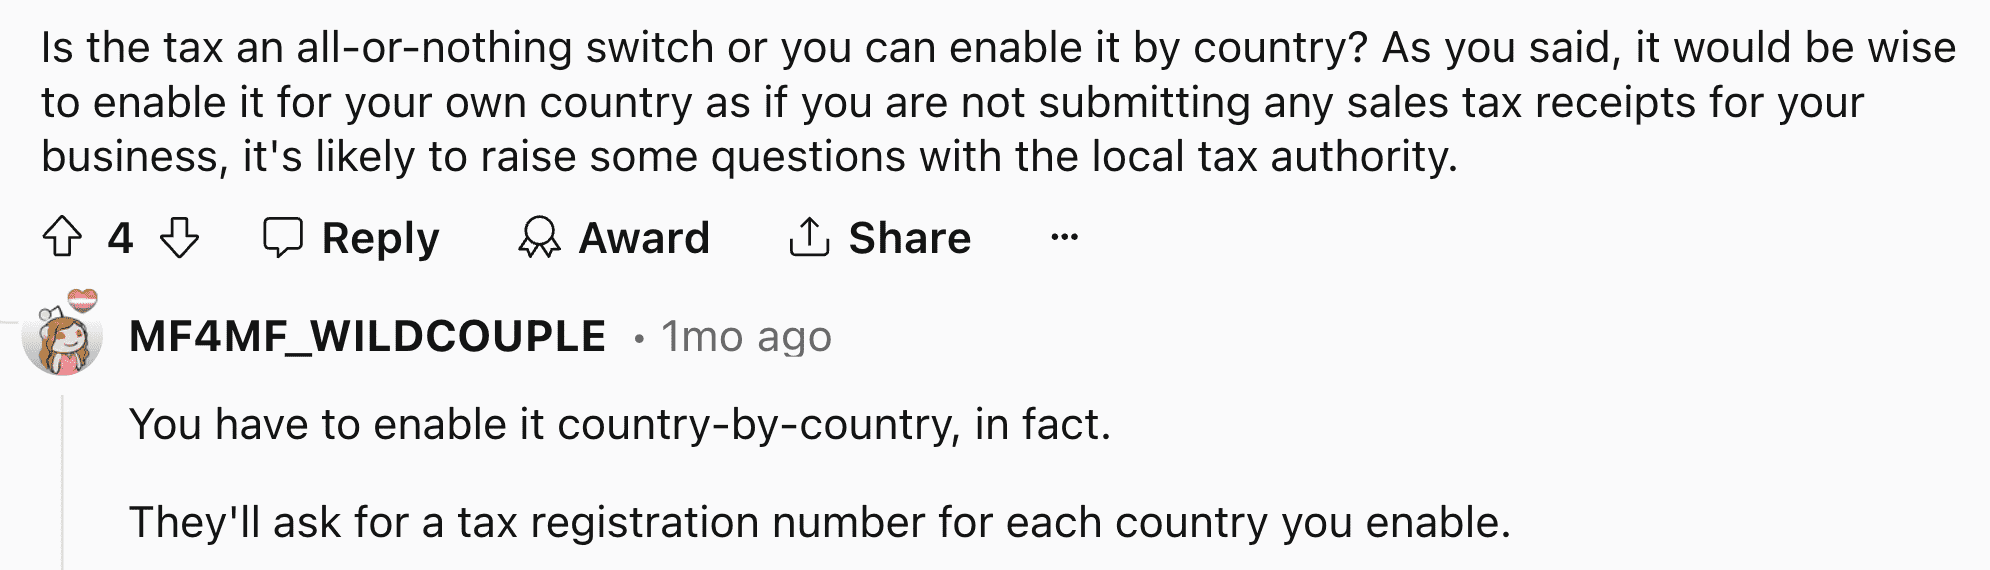 Is the tax an all-or-nothing switch or you can enable it by country? As you said, it would be wise
to enable it for your own country as if you are not submitting any sales tax receipts for your
business, it's likely to raise some questions with the local tax authority.
4 Reply Award Share ···
MF4MF_WILDCOUPLE • 1mo ago
You have to enable it country-by-country, in fact.
They'll ask for a tax registration number for each country you enable.